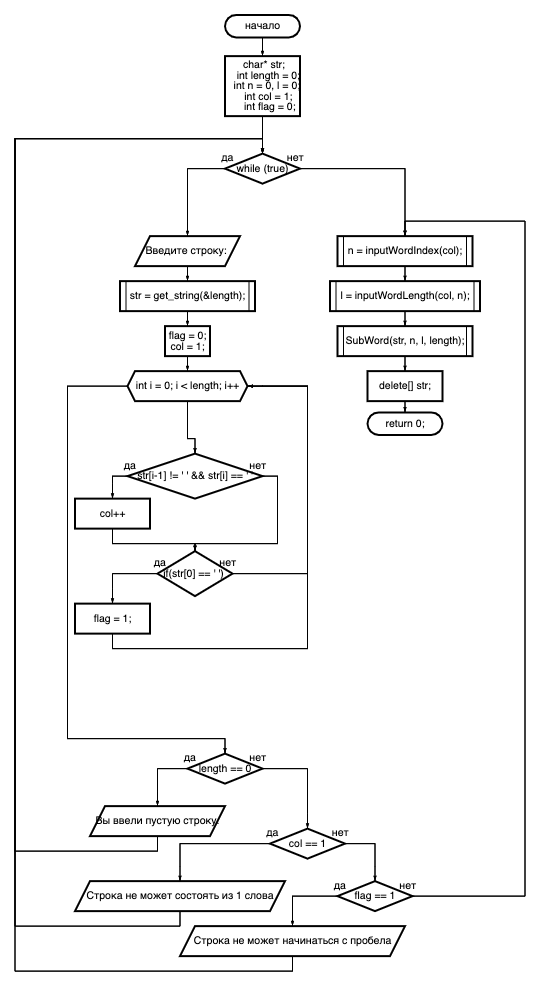 начало
char* str;
int length = 0;
int n = 0, l = 0;
int col = 1;
int flag = 0;
да
нет
while (true)
Введите строку:
n = inputWordIndex(col);
str = get_string(&length);
l = inputWordLength(col, n);
flag = 0;
col = 1;
SubWord(str, n, l, length);
int i = 0; i < length; i++
delete[] str;
return 0;
да
нет
str[i-1] != ' ' && str[i] == '
col++
да
нет
if(str[0] == ' ')
flag = 1;
да
нет
length == 0
Вы ввели пустую строку.
да
нет
col == 1
да
нет
Строка не может состоять из 1 слова
flag == 1
Строка не может начинаться с пробела